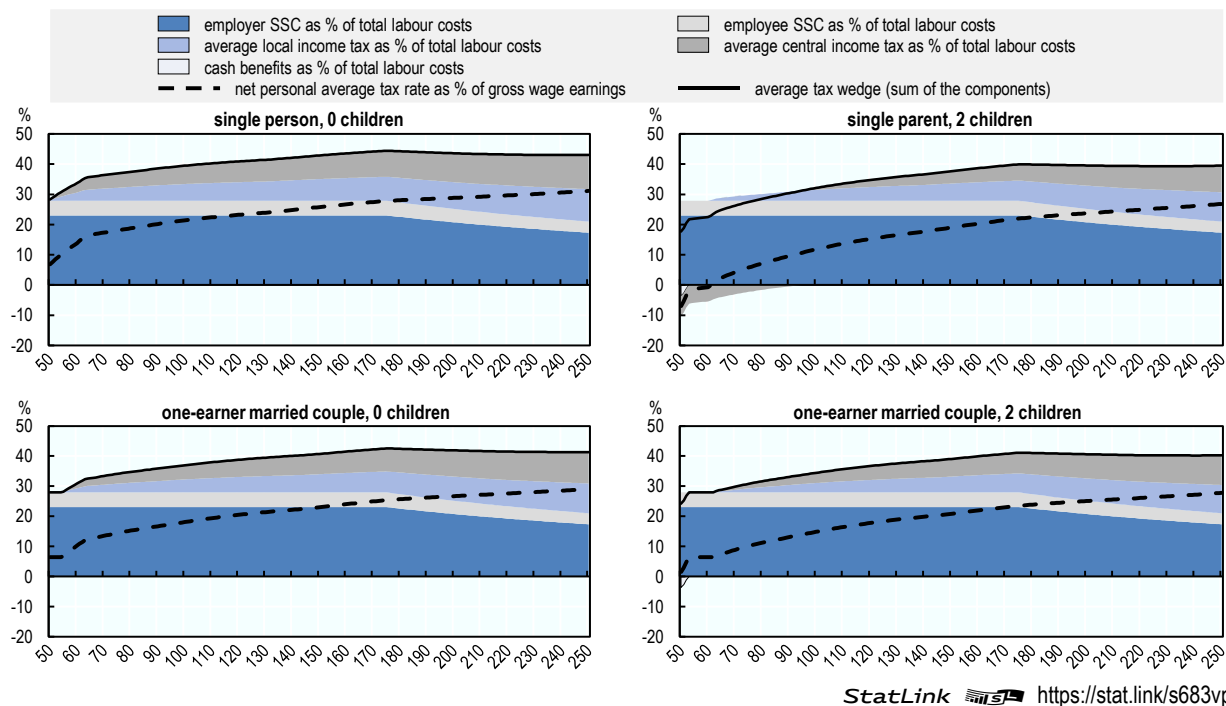 employer SSC as % of total labour costs
employee SSC as % of total labour costs
average local income tax as % of total labour costs
average central income tax as % of total labour costs
cash benefits as % of total labour costs
net personal average tax rate as % of gross wage earnings
average tax wedge (sum of the components)
%
single person, 0 children
50
40
30
20
10
0
-10
-20
50 60 70 80 90 100 110 120 130 140 150 160 170 180 190 200 210 220 230 240 250
%
single parent, 2 children
50
40
30
20
10
0
-10
-20
50 60 70 80 90 100 110 120 130 140 150 160 170 180 190 200 210 220 230 240 250
%
one-earner married couple, 0 children
50
40
30
20
10
0
-10
-20
50 60 70 80 90 100 110 120 130 140 150 160 170 180 190 200 210 220 230 240 250
%
one-earner married couple, 2 children
50
40
30
20
10
0
-10
-20
50 60 70 80 90 100 110 120 130 140 150 160 170 180 190 200 210 220 230 240 250
StatLink https://stat.link/s683vp